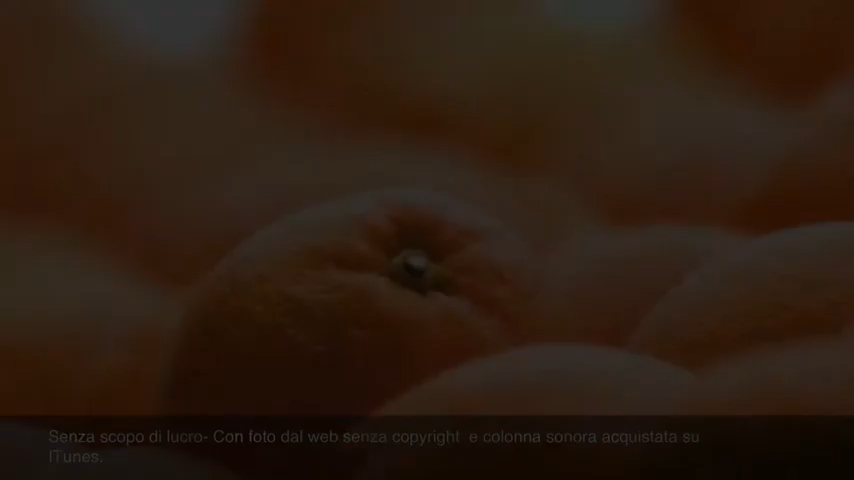 Senza scopo di lucro- Con foto dal web senza copyright e colonna sonora acquistata su
ITunes.